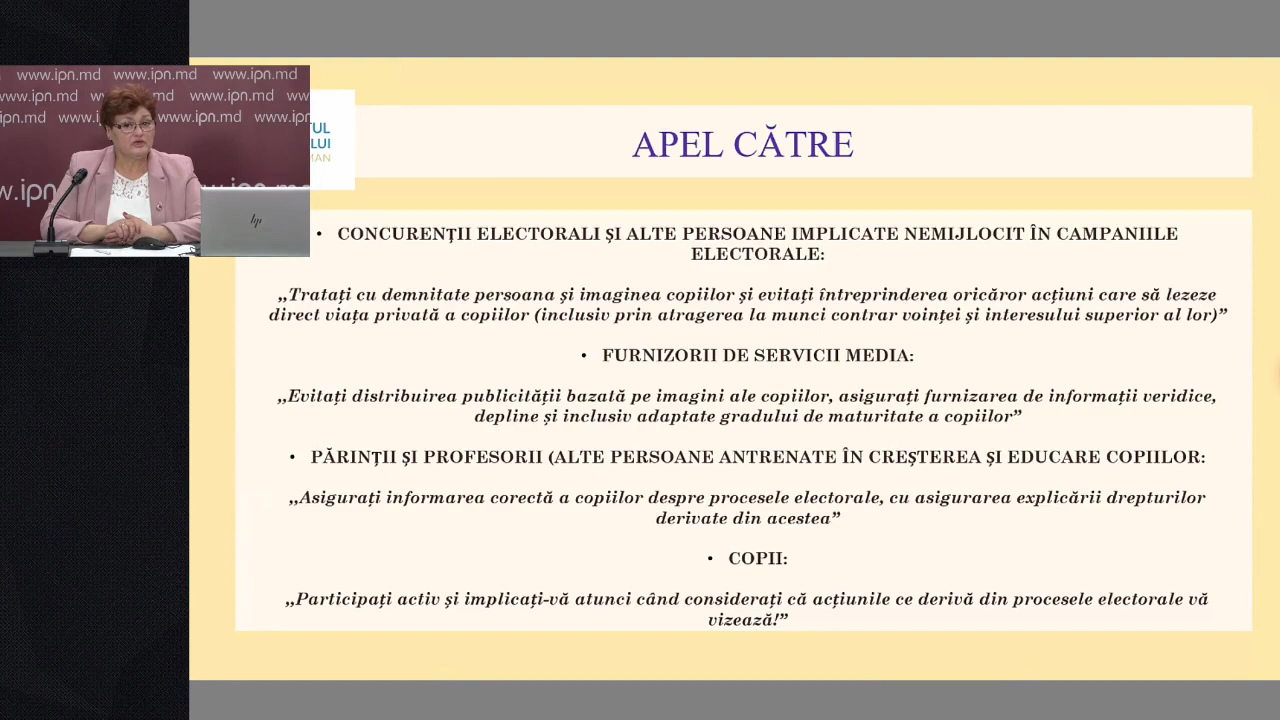 www.ipn.md www.ipn.md www.ipn.md
www.ipn.md www.ipn.md www.
ipn.md www.ipn.md www.ipn.
w.ipn www.ipn.md
hp
TUL
LUI
MAN
APEL CĂTRE
• CONCURENȚII ELECTORALI ȘI ALTE PERSOANE IMPLICATE NEMIJLOCIT ÎN CAMPANIILE
ELECTORALE:
„Tratați cu demnitate persoana și imaginea copiilor și evitați întreprinderea oricăror acțiuni care să lezeze
direct viața privată a copiilor (inclusiv prin atragerea la munci contrar voinței și interesului superior al lor)”
• FURNIZORII DE SERVICII MEDIA:
„Evitați distribuirea publicității bazată pe imagini ale copiilor, asigurați furnizarea de informații veridice,
depline și inclusiv adaptate gradului de maturitate a copiilor”
• PĂRINȚII ȘI PROFESORII (ALTE PERSOANE ANTRENATE ÎN CREȘTEREA ȘI EDUCARE COPIILOR:
„Asigurați informarea corectă a copiilor despre procesele electorale, cu asigurarea explicării drepturilor
derivate din acestea”
• COPII:
„Participați activ și implicați-vă atunci când considerați că acțiunile ce derivă din procesele electorale vă
vizează!”